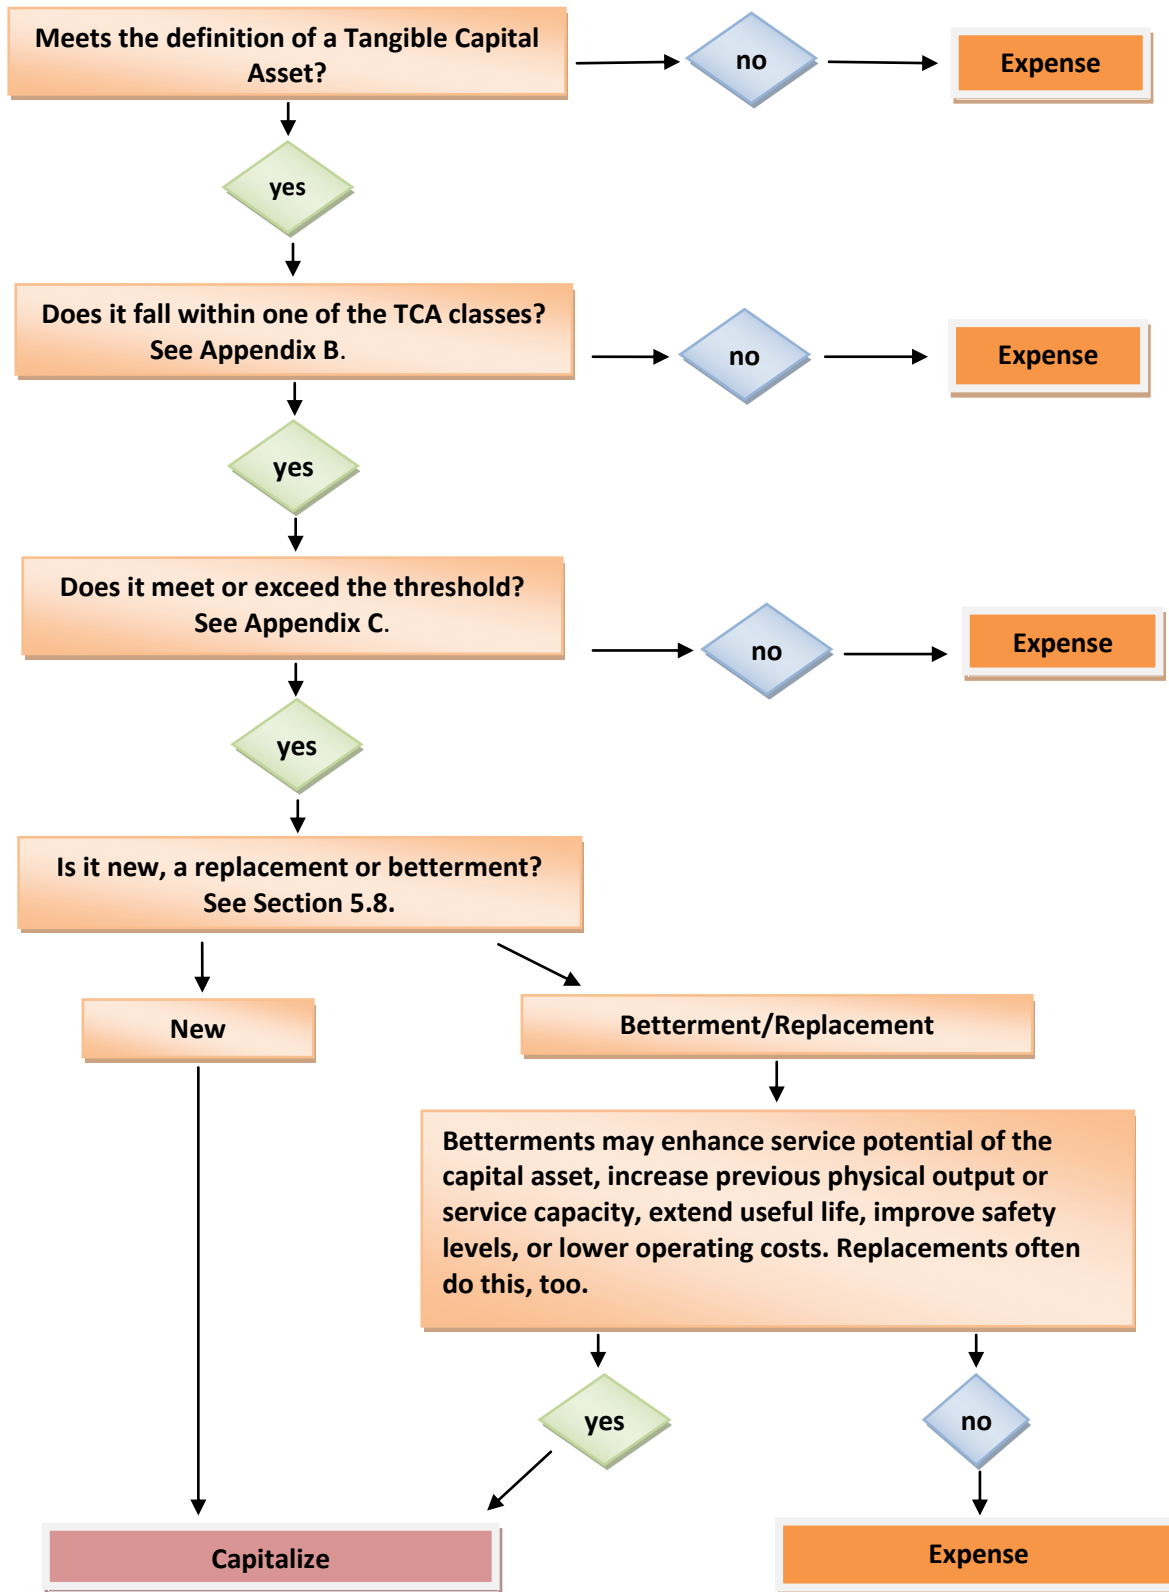 Meets the definition of a Tangible Capital
Asset?
no
Expense
yes
Does it fall within one of the TCA classes?
See Appendix B.
no
Expense
yes
Does it meet or exceed the threshold?
See Appendix C.
no
Expense
yes
Is it new, a replacement or betterment?
See Section 5.8.
New
Betterment/Replacement
Betterments may enhance service potential of the
capital asset, increase previous physical output or
service capacity, extend useful life, improve safety
levels, or lower operating costs. Replacements often
do this, too.
yes
no
Capitalize
Expense